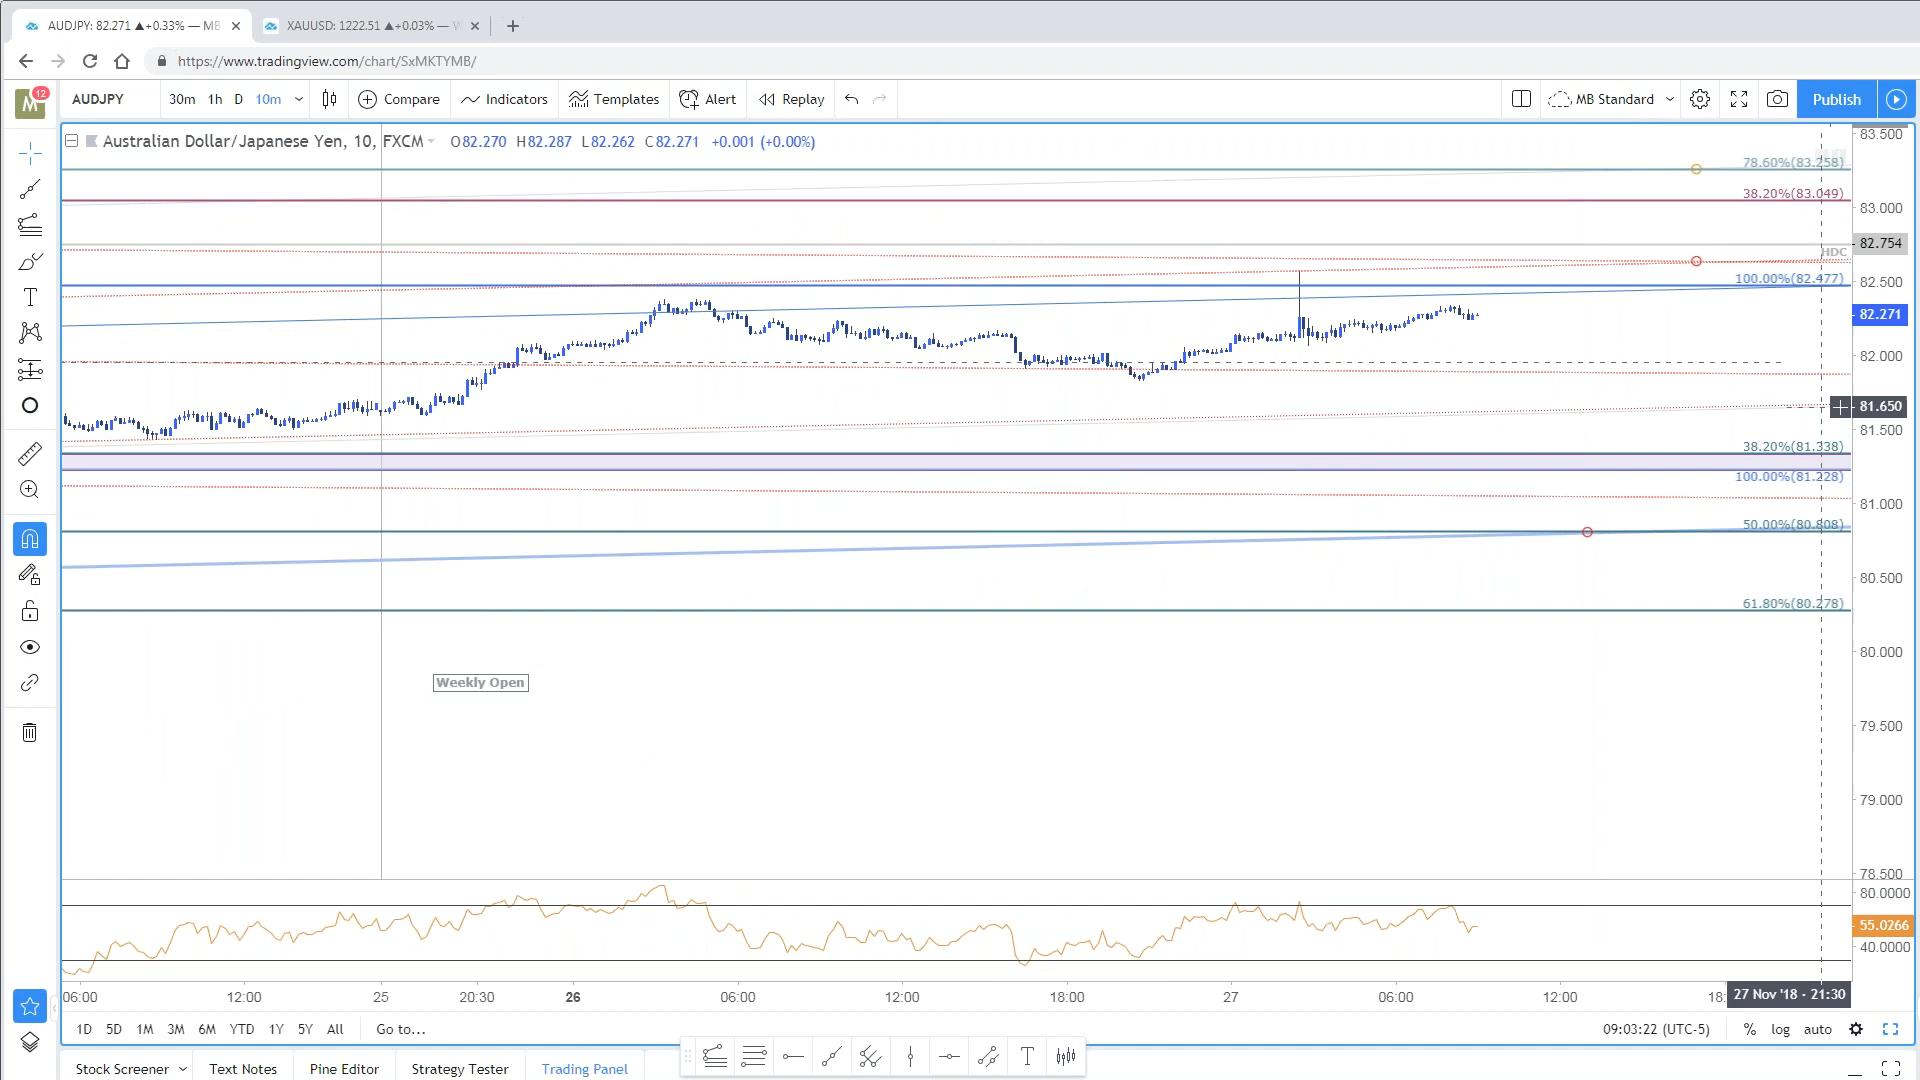 AUDJPY: 82.271 ▲+0.33% — MB
XAUUSD: 1222.51 ▲+0.03% —
https://www.tradingview.com/chart/SxMKTYMB/
M 12
AUDJPY 30m 1h D 10m Compare Indicators Templates Alert Replay MB Standard Publish
Australian Dollar/Japanese Yen, 10, FXCM O82.270 H82.287 L82.262 C82.271 +0.001 (+0.00%)
83.500
78.60%(83.258)
38.20%(83.049)
83.000
82.754
HDC
100.00%(82.477)
82.500
82.271
82.000
81.650
81.500
38.20%(81.338)
100.00%(81.228)
81.000
50.00%(80.808)
80.500
61.80%(80.278)
80.000
Weekly Open
79.500
79.000
78.500
80.0000
55.0266
40.0000
06:00 12:00 25 20:30 26 06:00 12:00 18:00 27 06:00 12:00 18: 27 Nov '18 · 21:30
1D 5D 1M 3M 6M YTD 1Y 5Y All Go to... 09:03:22 (UTC-5) % log auto
Stock Screener Text Notes Pine Editor Strategy Tester Trading Panel